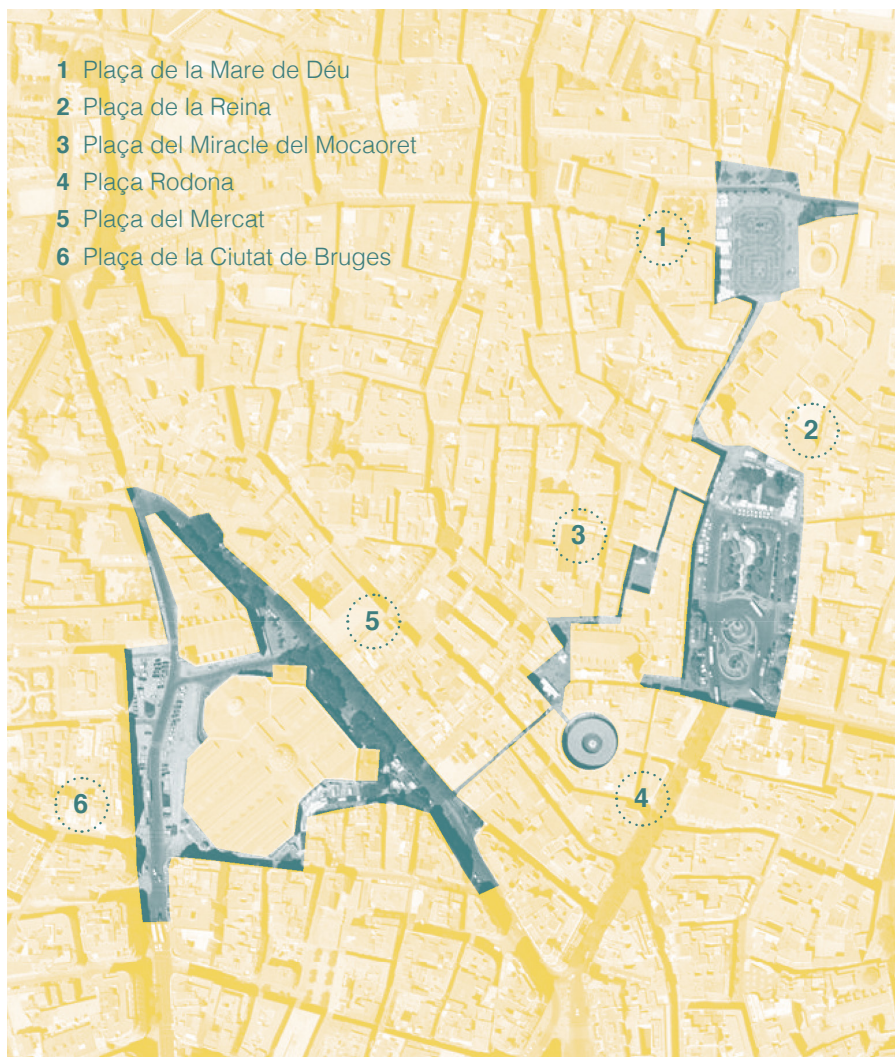 1 Plaça de la Mare de Déu
2 Plaça de la Reina
3 Plaça del Miracle del Mocaoret
4 Plaça Rodona
5 Plaça del Mercat
6 Plaça de la Ciutat de Bruges
1
2
3
5
4
6